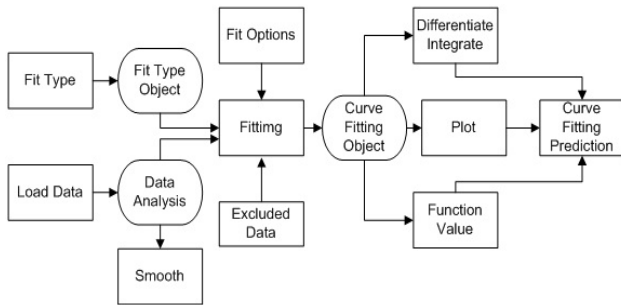 Fit Type
Fit Type
Object
Fit Options
Differentiate
Integrate
Fittimg
Curve
Fitting
Object
Plot
Curve
Fitting
Prediction
Load Data
Data
Analysis
Excluded
Data
Function
Value
Smooth